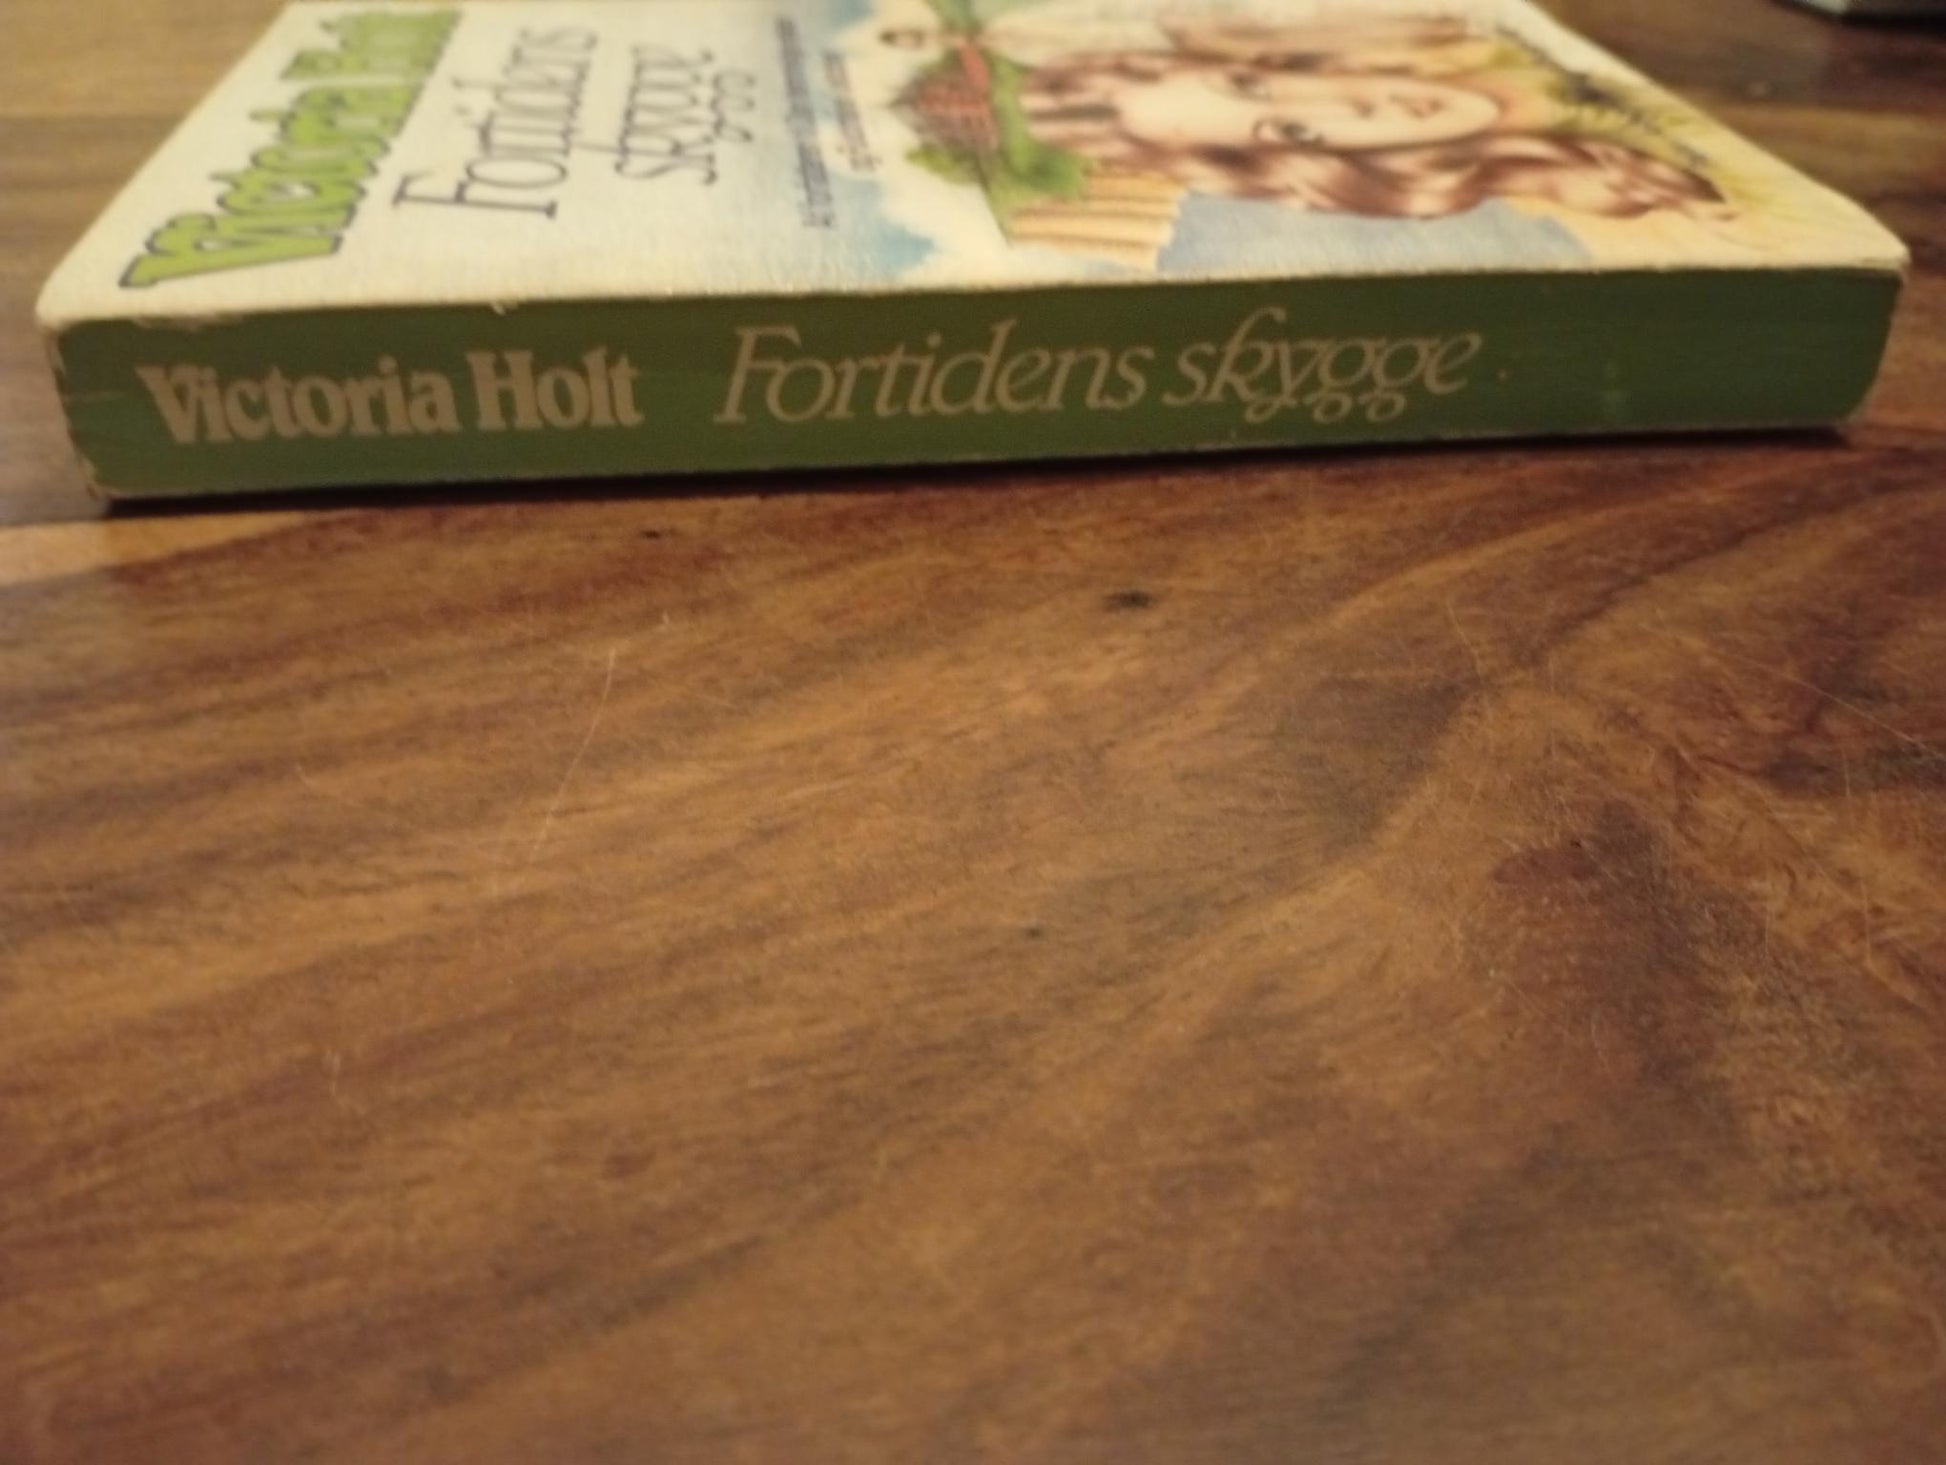 Victoria Holt
Fortidens
skygge
Victoria Holt Fortidens skygge